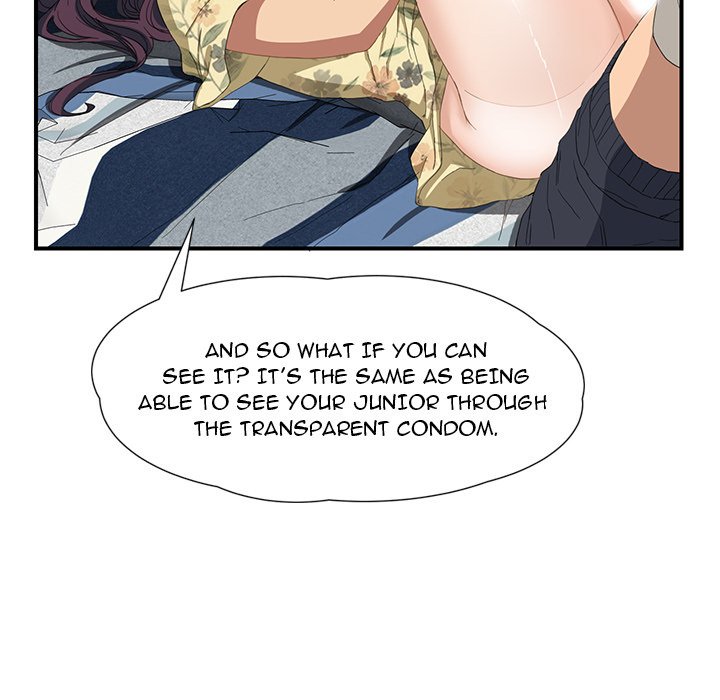 AND SO WHAT IF YOU CAN
SEE IT? IT'S THE SAME AS BEING
ABLE TO SEE YOUR JUNIOR THROUGH
THE TRANSPARENT CONDOM.